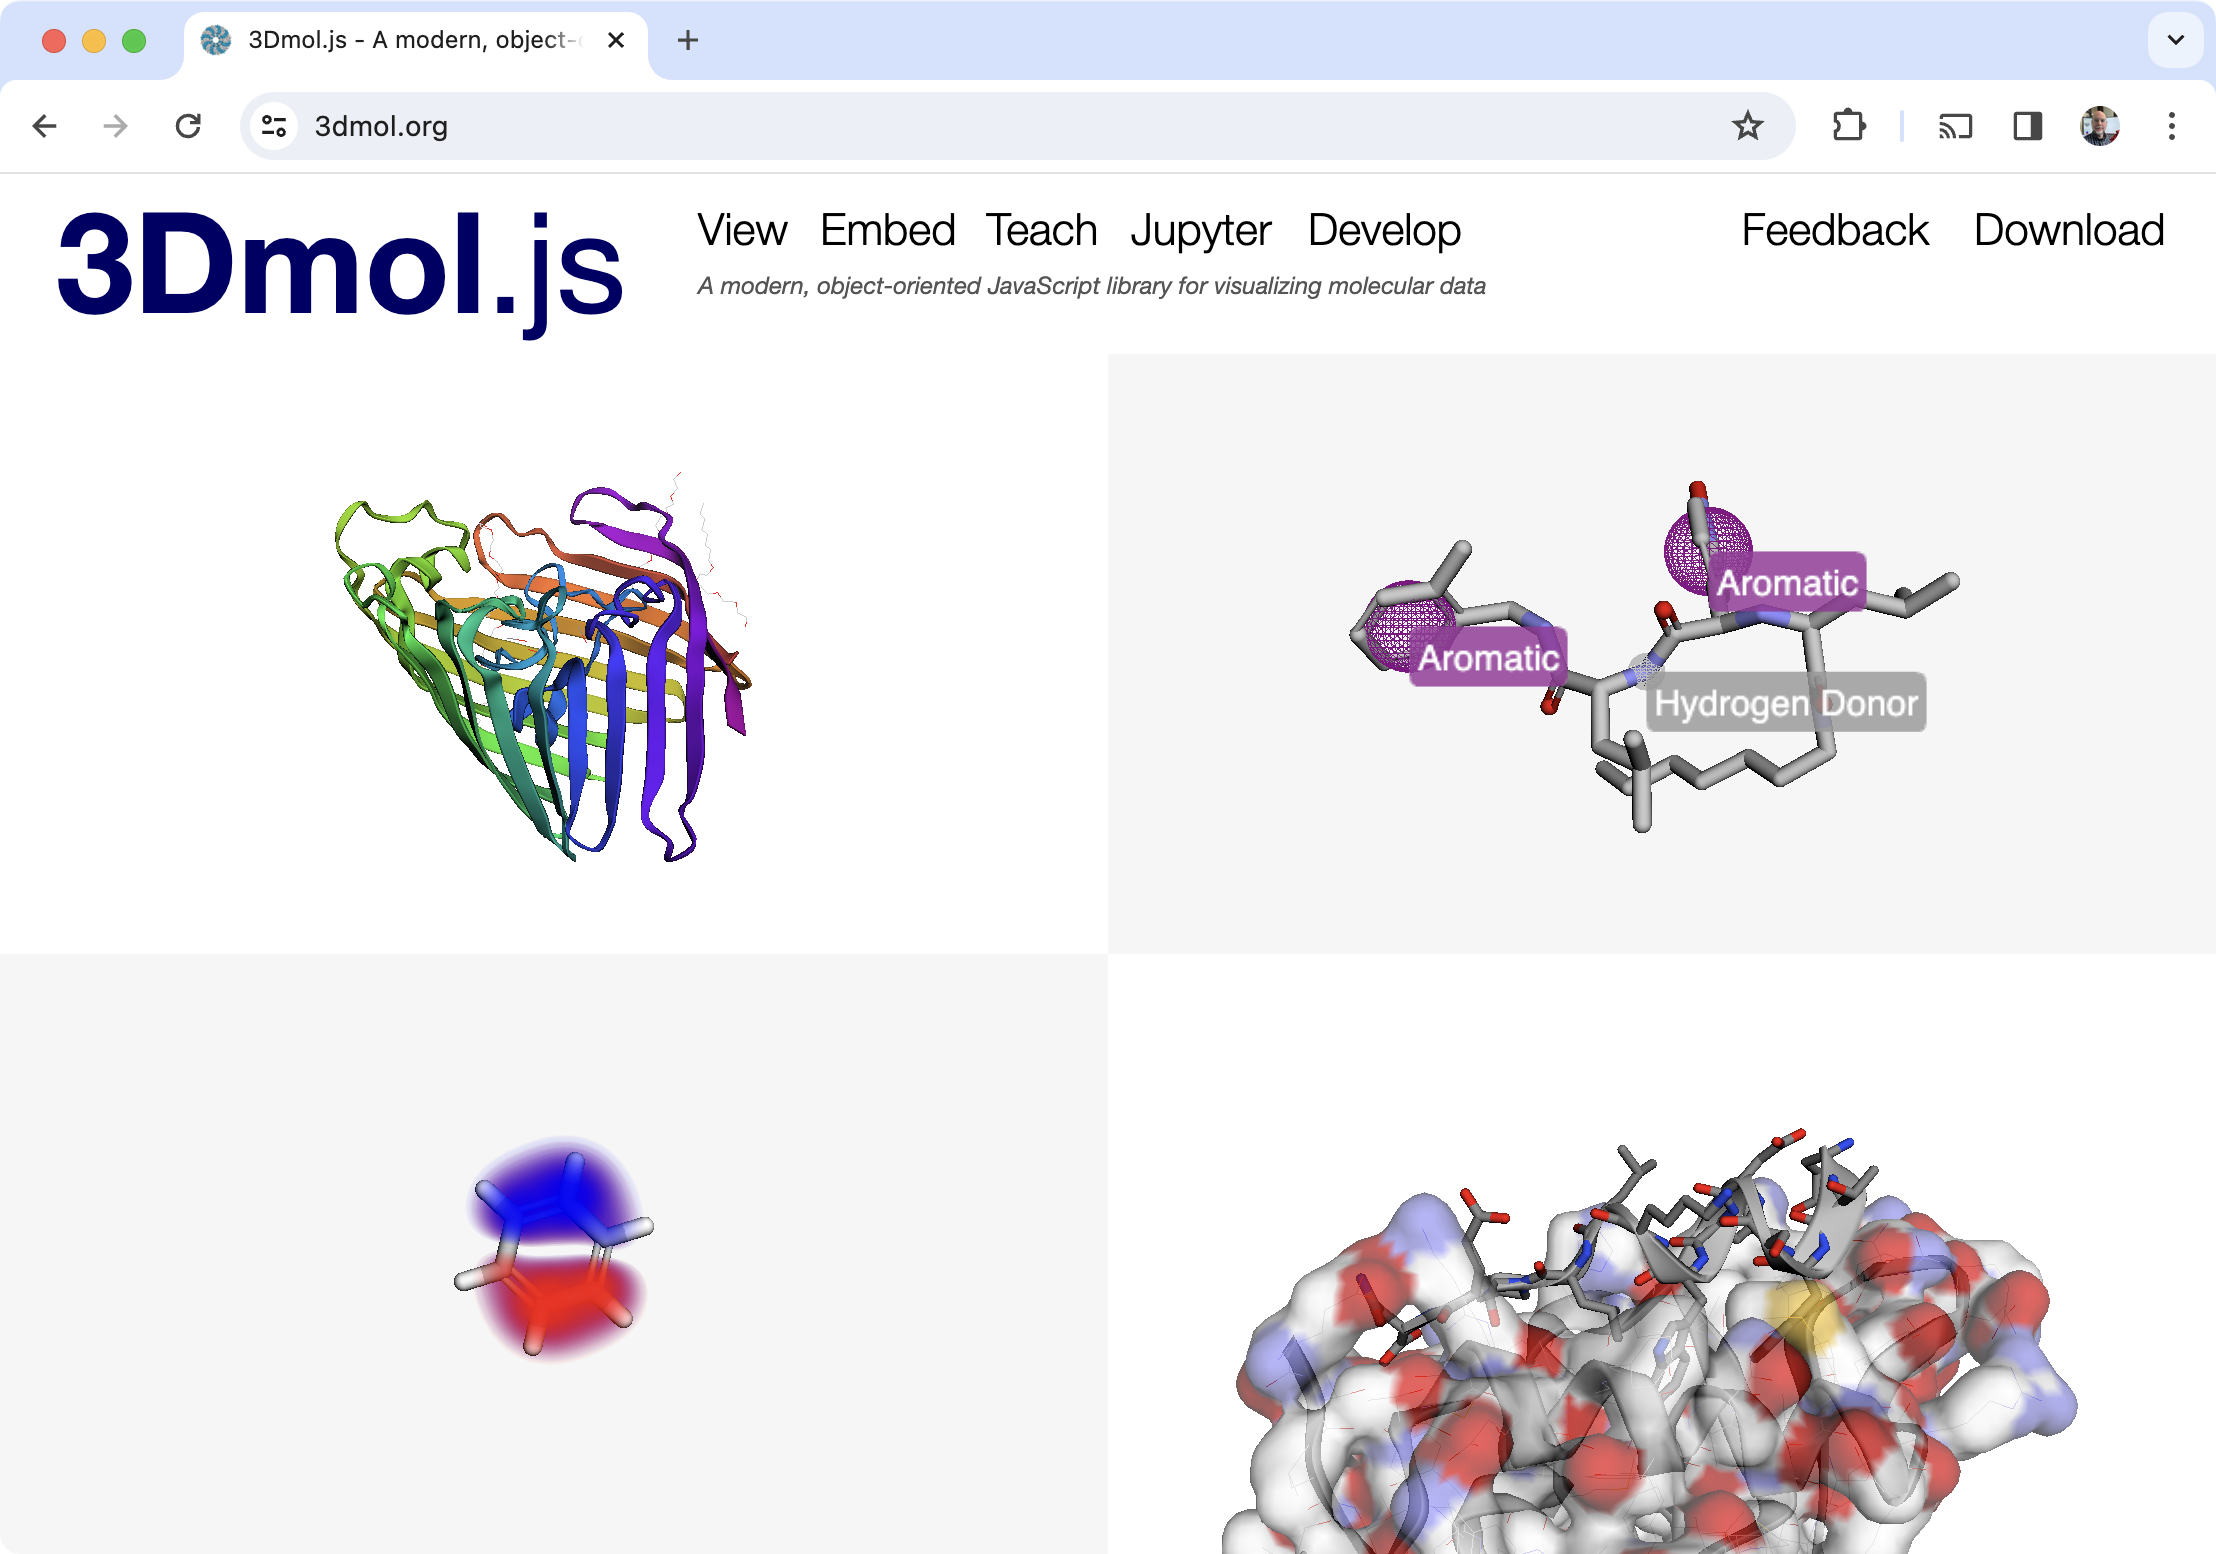 3Dmol.js - A modern, object-
3dmol.org
3Dmol.js
View Embed Teach Jupyter Develop Feedback Download
A modern, object-oriented JavaScript library for visualizing molecular data
Aromatic
Aromatic
Hydrogen Donor